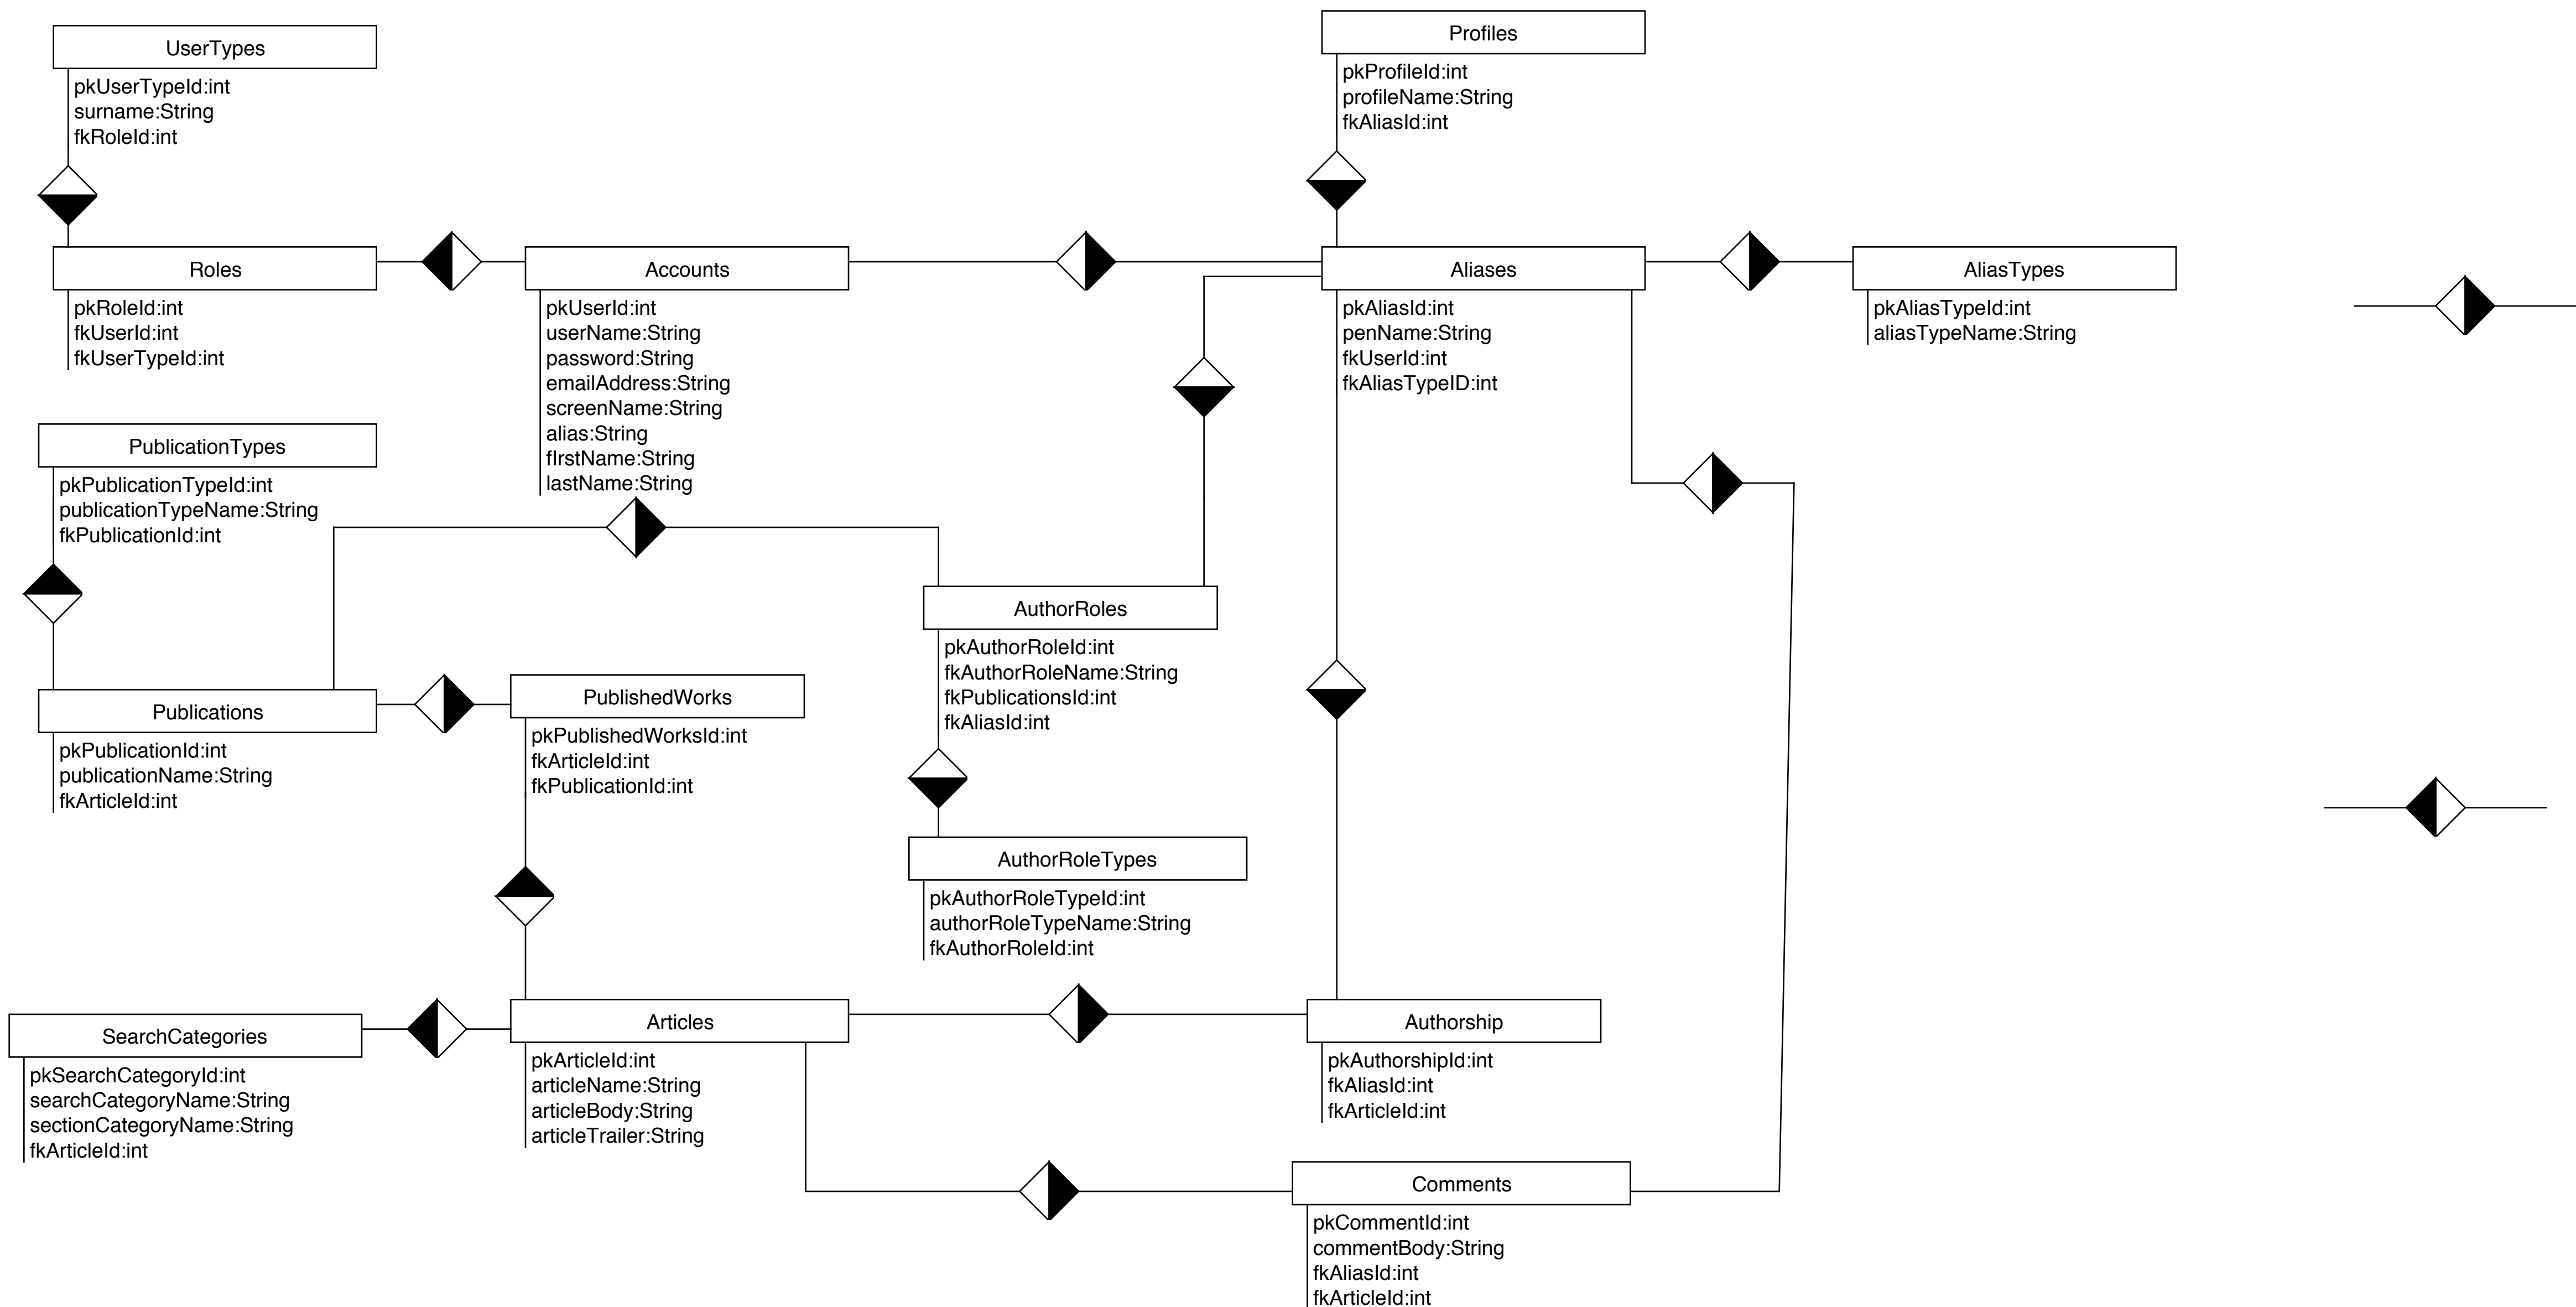 UserTypes
pkUserTypeId:int
surname:String
fkRoleId:int
Profiles
pkProfileId:int
profileName:String
fkAliasId:int
Roles
pkRoleId:int
fkUserId:int
fkUserTypeId:int
Accounts
pkUserId:int
userName:String
password:String
emailAddress:String
screenName:String
alias:String
fIrstName:String
lastName:String
Aliases
pkAliasId:int
penName:String
fkUserId:int
fkAliasTypeID:int
AliasTypes
pkAliasTypeId:int
aliasTypeName:String
PublicationTypes
pkPublicationTypeId:int
publicationTypeName:String
fkPublicationId:int
AuthorRoles
pkAuthorRoleId:int
fkAuthorRoleName:String
fkPublicationsId:int
fkAliasId:int
Publications
pkPublicationId:int
publicationName:String
fkArticleId:int
PublishedWorks
pkPublishedWorksId:int
fkArticleId:int
fkPublicationId:int
AuthorRoleTypes
pkAuthorRoleTypeId:int
authorRoleTypeName:String
fkAuthorRoleId:int
SearchCategories
pkSearchCategoryId:int
searchCategoryName:String
sectionCategoryName:String
fkArticleId:int
Articles
pkArticleId:int
articleName:String
articleBody:String
articleTrailer:String
Authorship
pkAuthorshipId:int
fkAliasId:int
fkArticleId:int
Comments
pkCommentId:int
commentBody:String
fkAliasId:int
fkArticleId:int